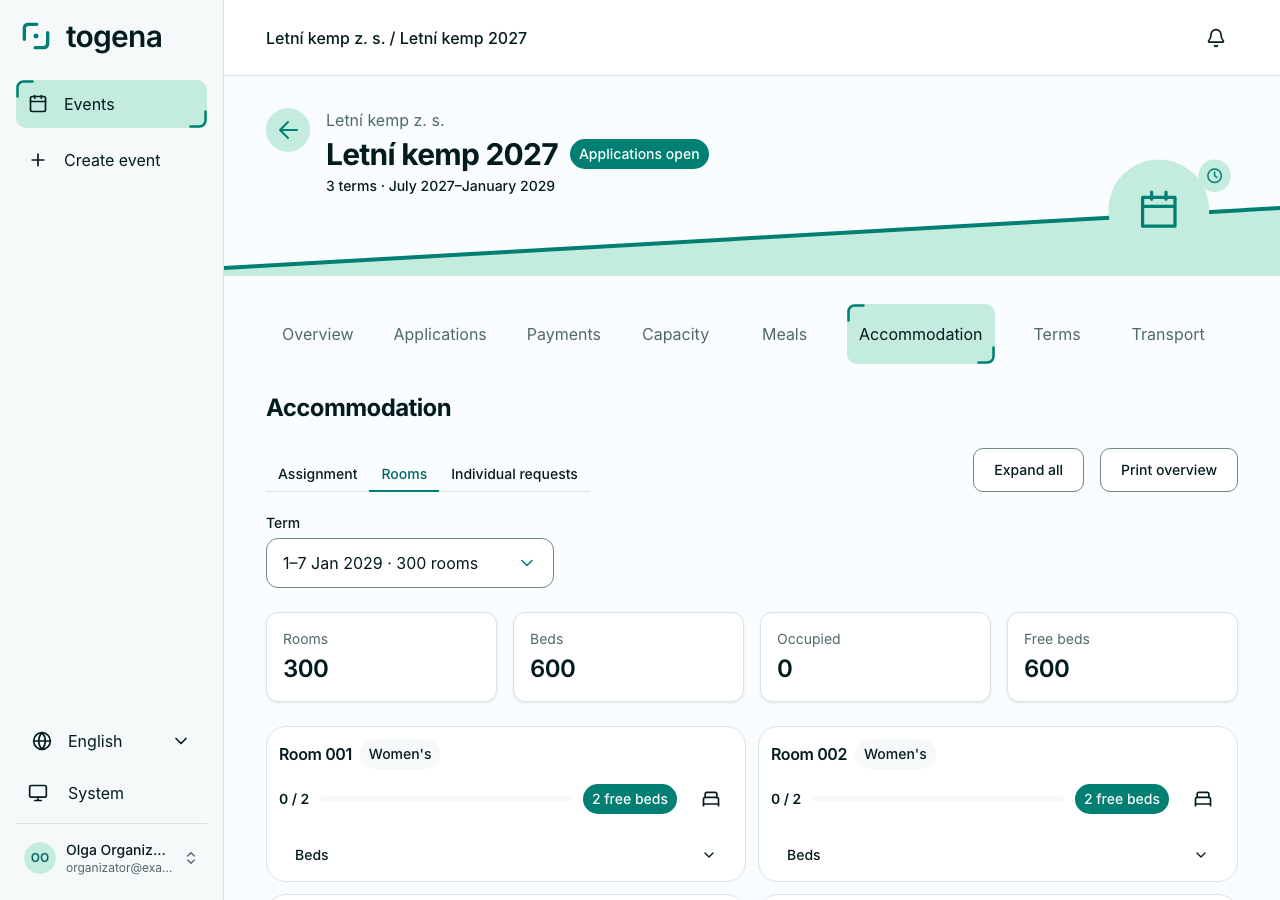 togena
Letní kemp z. s. / Letní kemp 2027
Events
Create event
Letní kemp z. s.
Letní kemp 2027
Applications open
3 terms · July 2027–January 2029
Overview
Applications
Payments
Capacity
Meals
Accommodation
Terms
Transport
Accommodation
Assignment
Rooms
Individual requests
Expand all
Print overview
Term
1–7 Jan 2029 · 300 rooms
Rooms
300
Beds
600
Occupied
0
Free beds
600
Room 001
Women's
0 / 2
2 free beds
Beds
Room 002
Women's
0 / 2
2 free beds
Beds
English
System
OO
Olga Organiz...
organizator@exa...